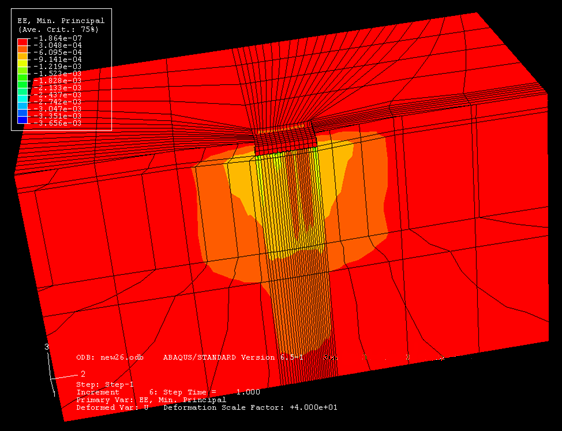 EE, Min. Principal
(Ave. Crit.: 75%)
-1.864e-07
-3.048e-04
-6.095e-04
-9.141e-04
-1.219e-03
-1.523e-03
-1.828e-03
-2.133e-03
-2.437e-03
-2.742e-03
-3.047e-03
-3.351e-03
-3.656e-03
3
2
ODB: new26.odb ABAQUS/STANDARD Version 6.5-1
Step: Step-1
Increment 6: Step Time = 1.000
Primary Var: EE, Min. Principal
Deformed Var: U Deformation Scale Factor: +4.000e+01